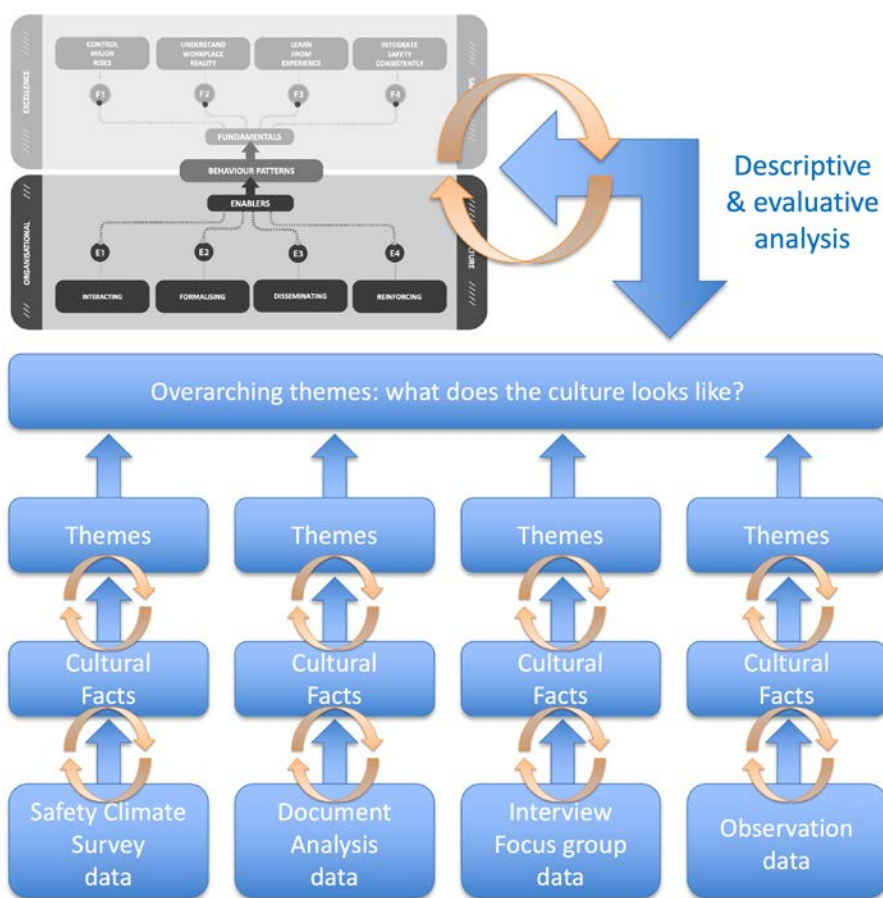 EXCELLENCE
CONTROL
MAJOR
RISKS
UNDERSTAND
WORKPLACE
REALITY
LEARN
FROM
EXPERIENCE
INTEGRATE
SAFETY
CONSISTENTLY
SA
F1
F2
F3
F4
FUNDAMENTALS
BEHAVIOUR PATTERNS
ENABLERS
ORGANISATIONAL
E1
E2
E3
E4
TURE
INTERACTING
FORMALISING
DISSEMINATING
REINFORCING
Descriptive
& evaluative
analysis
Overarching themes: what does the culture looks like?
Themes
Themes
Themes
Themes
Cultural
Facts
Cultural
Facts
Cultural
Facts
Cultural
Facts
Safety Climate
Survey
data
Document
Analysis
data
Interview
Focus group
data
Observation
data